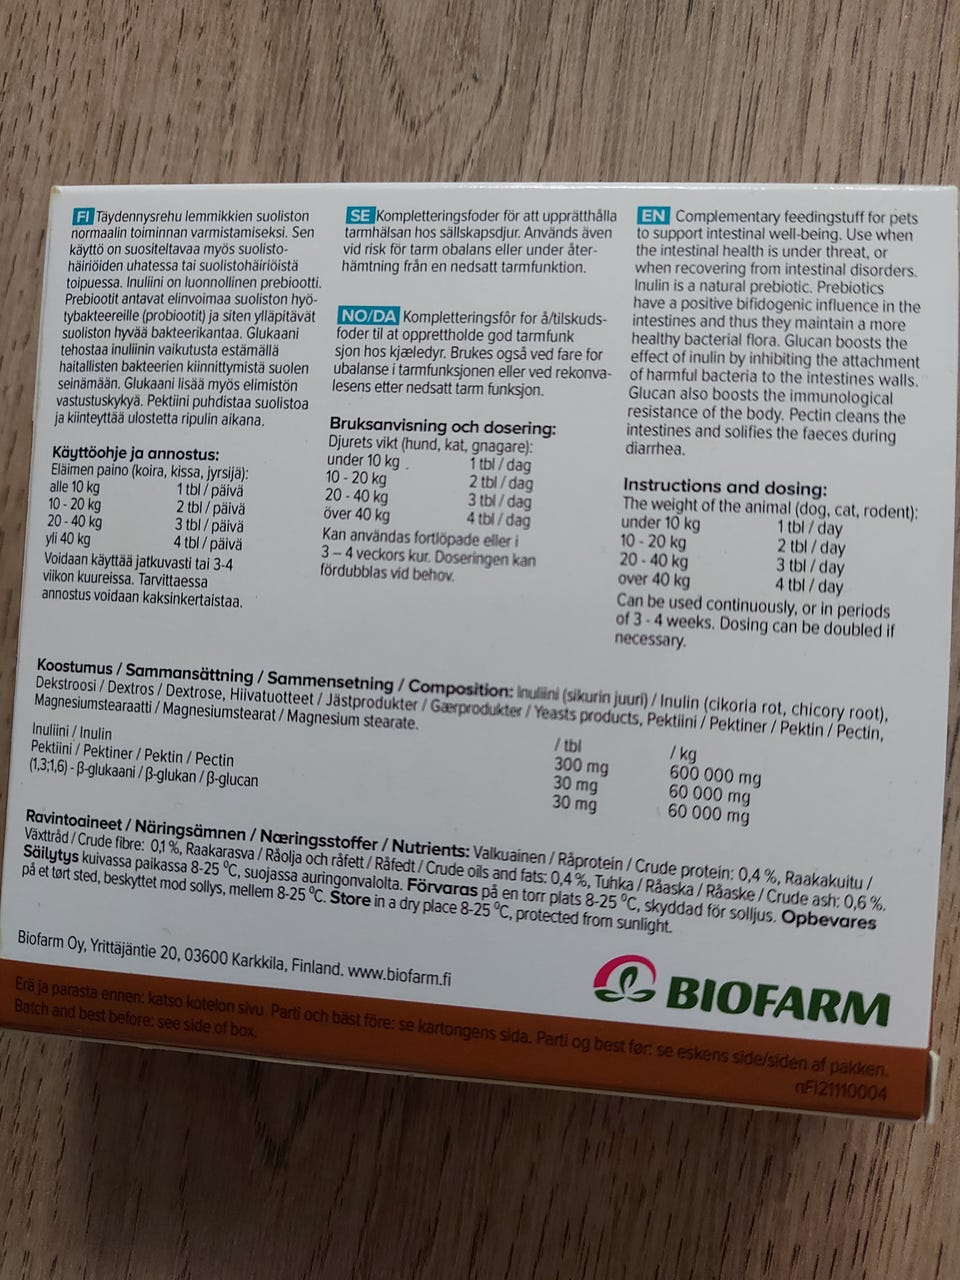 FI Täydennysrehu lemmikkien suoliston
normaalin toiminnan varmistamiseksi. Sen
käyttö on suositeltavaa myös suolisto-
häiriöiden uhatessa tai suolistohäiriöistä
toipuessa. Inuliini on luonnollinen prebiootti.
Prebiootit antavat elinvoimaa suoliston hyö-
tybakteereille (probiootit) ja siten ylläpitävät
suoliston hyvää bakteerikantaa. Glukaani
tehostaa inuliinin vaikutusta estämällä
haitallisten bakteerien kiinnittymistä suolen
seinämään. Glukaani lisää myös elimistön
vastustuskykyä. Pektiini puhdistaa suolistoa
ja kiinteyttää ulostetta ripulin aikana.
Käyttöohje ja annostus:
Eläimen paino (koira, kissa, jyrsijä):
alle 10 kg 1 tbl / päivä
10 - 20 kg 2 tbl / päivä
20 - 40 kg 3 tbl / päivä
yli 40 kg 4 tbl / päivä
Voidaan käyttää jatkuvasti tai 3-4
viikon kuureissa. Tarvittaessa
annostus voidaan kaksinkertaistaa.
SE Kompletteringsfoder för att upprätthålla
tarmhälsan hos sällskapsdjur. Används även
vid risk för tarm obalans eller under åter-
hämtning från en nedsatt tarmfunktion.
NO/DA Kompletteringsfôr for å/tilskuds-
foder til at opprettholde god tarmfunk
sjon hos kjæledyr. Brukes også ved fare for
ubalanse i tarmfunksjonen eller ved rekonva-
lesens etter nedsatt tarm funksjon.
Bruksanvisning och dosering:
Djurets vikt (hund, kat, gnagare):
under 10 kg 1 tbl / dag
10 - 20 kg 2 tbl / dag
20 - 40 kg 3 tbl / dag
över 40 kg 4 tbl / dag
Kan användas fortlöpade eller i
3 – 4 veckors kur. Doseringen kan
fördubblas vid behov.
EN Complementary feedingstuff for pets
to support intestinal well-being. Use when
the intestinal health is under threat, or
when recovering from intestinal disorders.
Inulin is a natural prebiotic. Prebiotics
have a positive bifidogenic influence in the
intestines and thus they maintain a more
healthy bacterial flora. Glucan boosts the
effect of inulin by inhibiting the attachment
of harmful bacteria to the intestines walls.
Glucan also boosts the immunological
resistance of the body. Pectin cleans the
intestines and solifies the faeces during
diarrhea.
Instructions and dosing:
The weight of the animal (dog, cat, rodent):
under 10 kg 1 tbl / day
10 - 20 kg 2 tbl / day
20 - 40 kg 3 tbl / day
over 40 kg 4 tbl / day
Can be used continuously, or in periods
of 3 - 4 weeks. Dosing can be doubled if
necessary.
Koostumus / Sammansättning / Sammensetning / Composition: Inuliini (sikurin juuri) / Inulin (cikoria rot, chicory root),
Dekstroosi / Dextros / Dextrose, Hiivatuotteet / Jästprodukter / Gærprodukter / Yeasts products, Pektiini / Pektiner / Pektin / Pectin,
Magnesiumstearaatti / Magnesiumstearat / Magnesium stearate.
/ tbl / kg
Inuliini / Inulin 300 mg 600 000 mg
Pektiini / Pektiner / Pektin / Pectin 30 mg 60 000 mg
(1,3;1,6) - β-glukaani / β-glukan / β-glucan 30 mg 60 000 mg
Ravintoaineet / Näringsämnen / Næringsstoffer / Nutrients: Valkuainen / Råprotein / Crude protein: 0,4 %, Raakakuitu /
Växttråd / Crude fibre: 0,1 %, Raakarasva / Råolja och råfett / Råfedt / Crude oils and fats: 0,4 %, Tuhka / Råaska / Råaske / Crude ash: 0,6 %.
Säilytys kuivassa paikassa 8-25 °C, suojassa auringonvalolta. Förvaras på en torr plats 8-25 °C, skyddad för solljus. Opbevares
på et tørt sted, beskyttet mod sollys, mellem 8-25 °C. Store in a dry place 8-25 °C, protected from sunlight.
Biofarm Oy, Yrittäjäntie 20, 03600 Karkkila, Finland. www.biofarm.fi
BIOFARM
Erä ja parasta ennen: katso kotelon sivu Parti och bäst före: se kartongens sida. Parti og best før: se eskens side/siden af pakken.
Batch and best before: see side of box.
nFI21110004